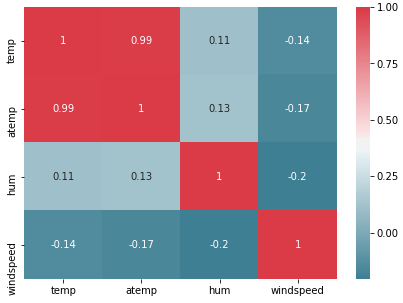 temp 1 0.99 0.11 -0.14
atemp 0.99 1 0.13 -0.17
hum 0.11 0.13 1 -0.2
windspeed -0.14 -0.17 -0.2 1
temp atemp hum windspeed
1.00
0.75
0.50
0.25
0.00